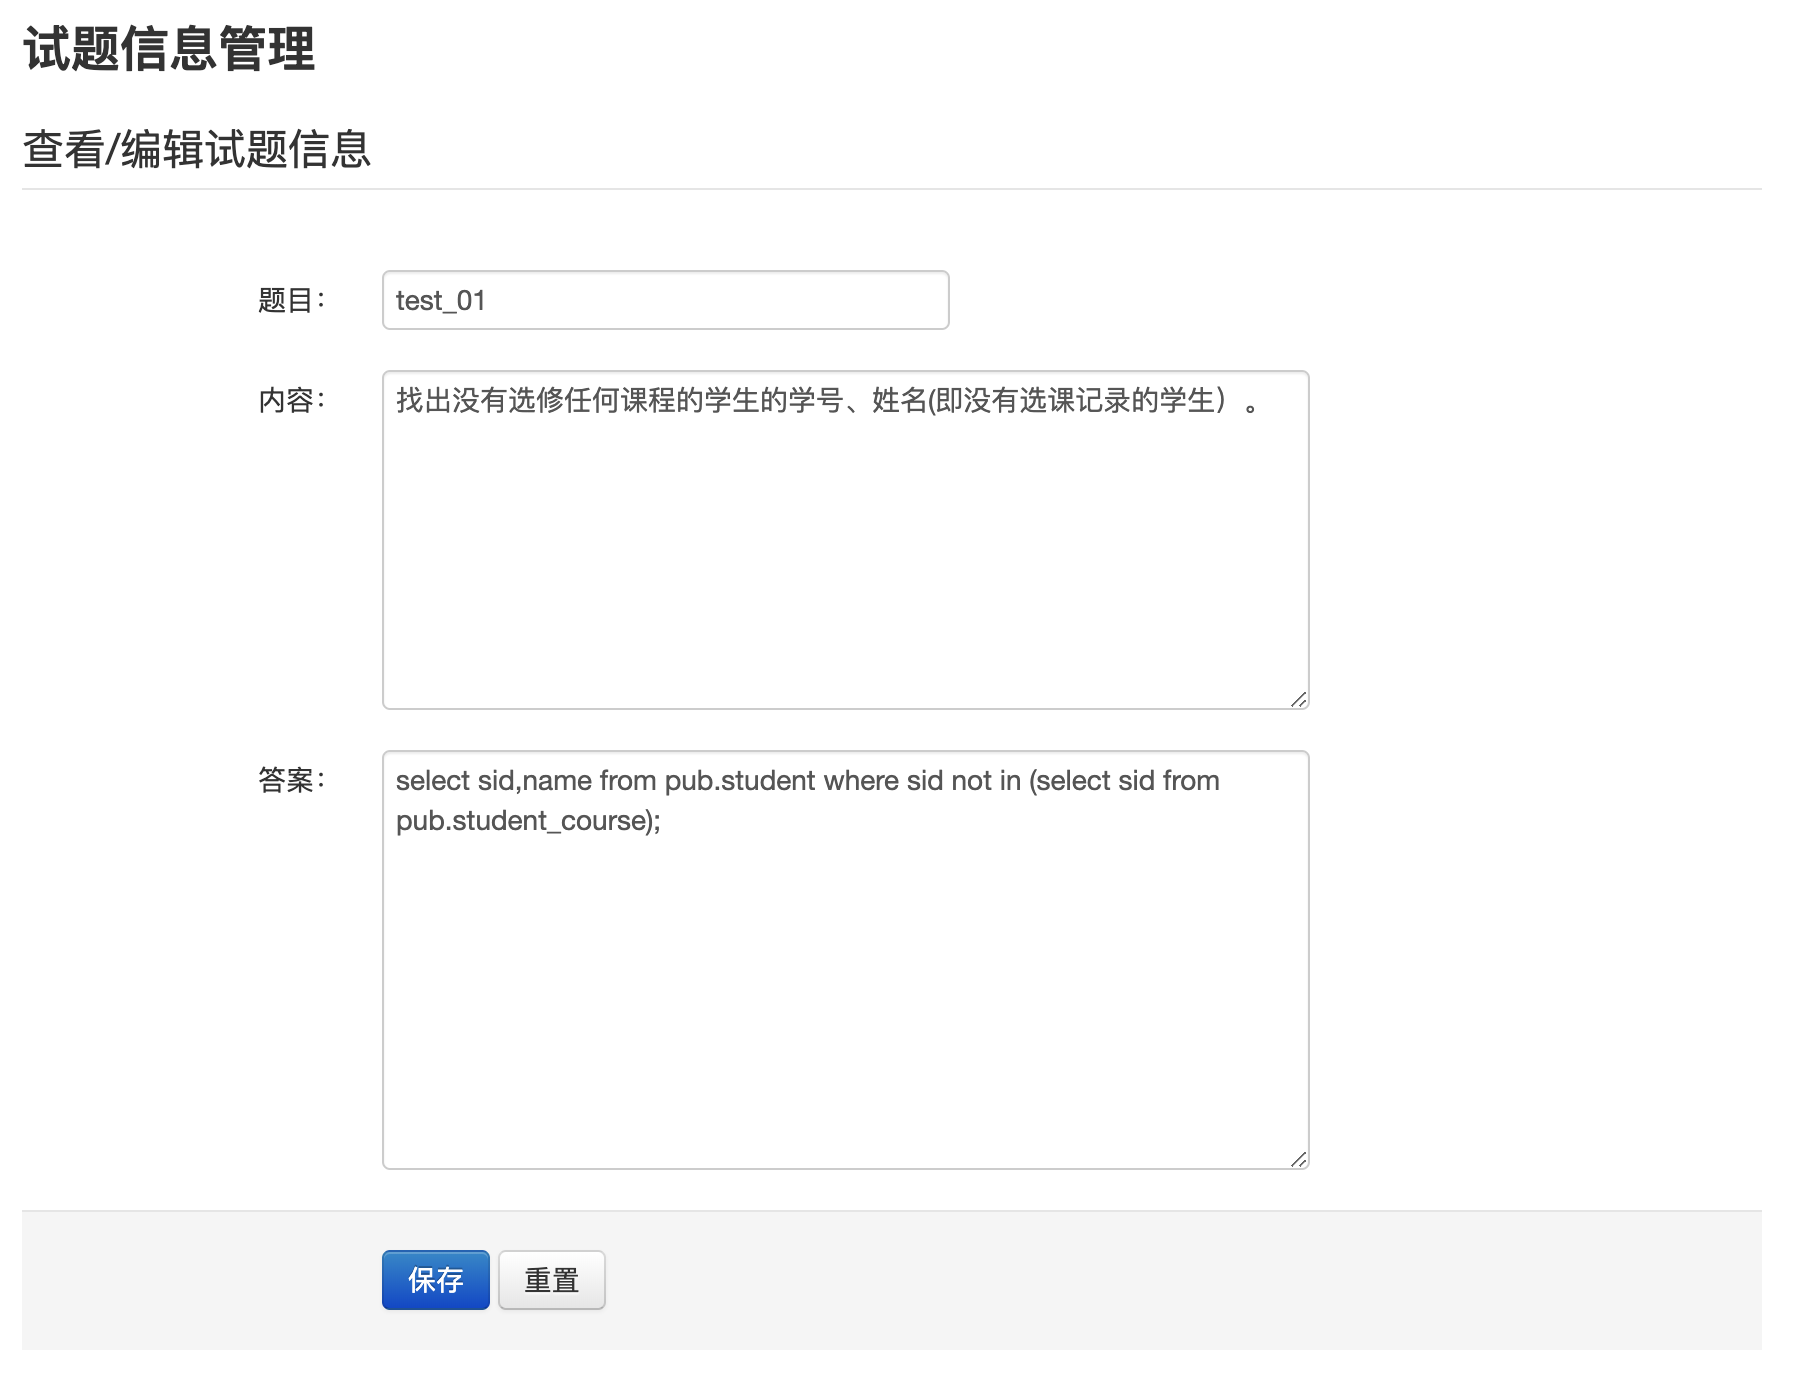 试题信息管理
查看/编辑试题信息
题目：
test_01
内容：
找出没有选修任何课程的学生的学号、姓名(即没有选课记录的学生）。
答案：
select sid,name from pub.student where sid not in (select sid from
pub.student_course);
保存
重置